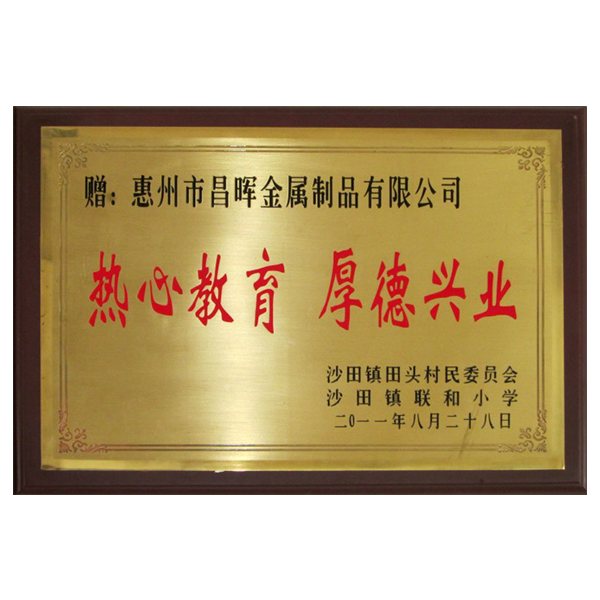 赠：惠州市昌晖金属制品有限公司
热心教育 厚德兴业
沙田镇田头村民委员会
沙田镇联和小学
二0一一年八月二十八日